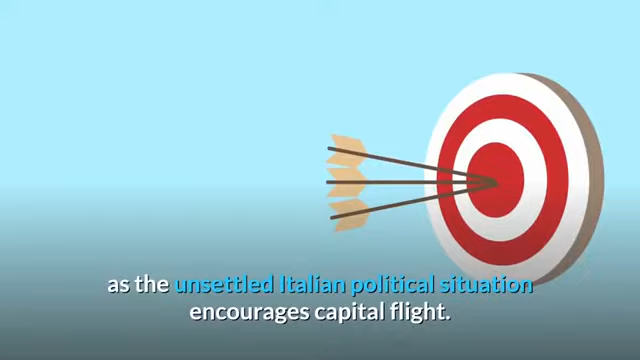 as the unsettled Italian political situation
encourages capital flight.